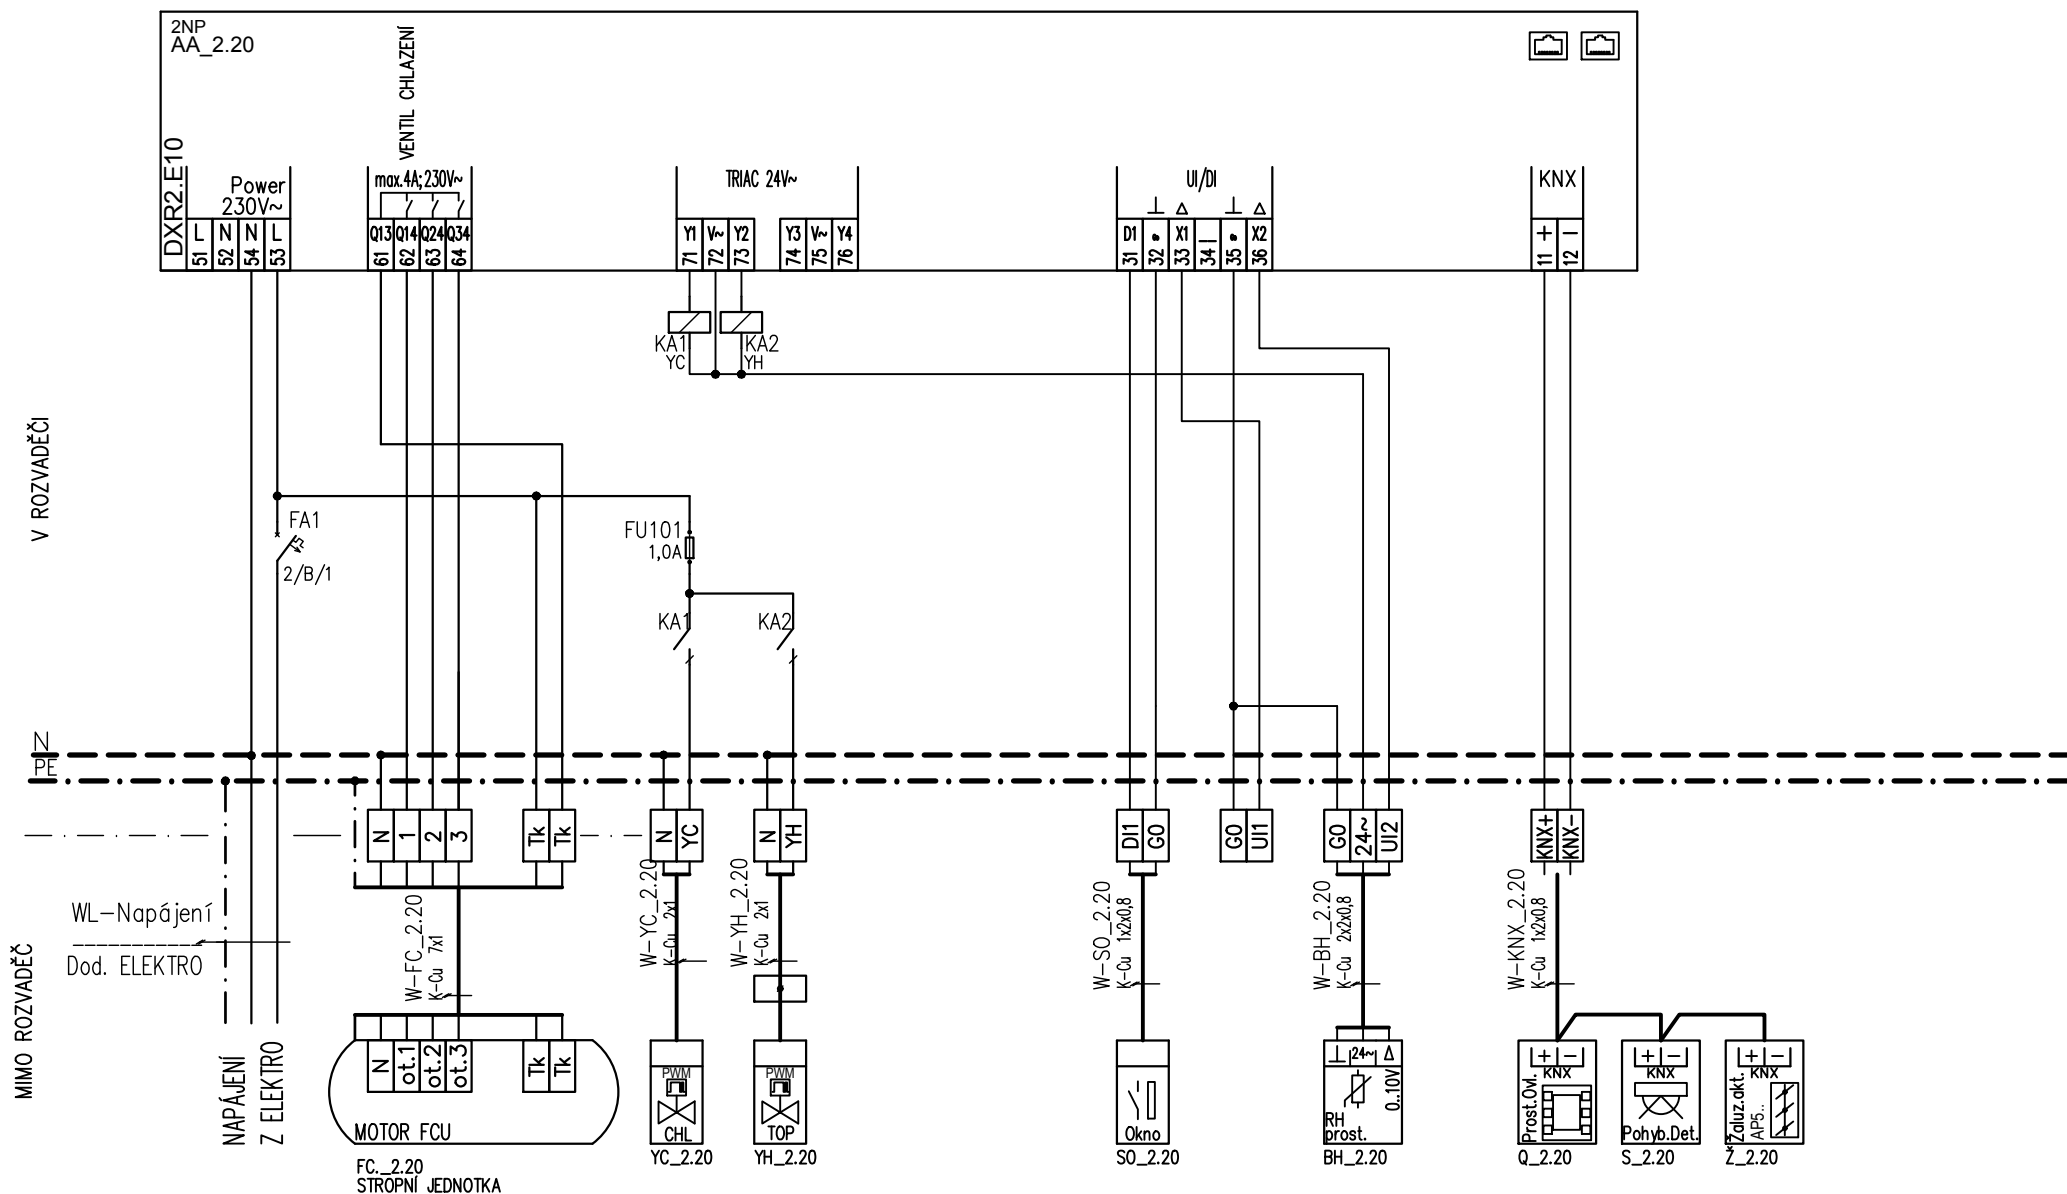 2NP
AA_2.20
DXR2.E10
VENTIL CHLAZENÍ
Power
230V~
L N N L
51 52 54 53
max.4A;230V~
Q13 Q14 Q24 Q34
61 62 63 64
TRIAC 24V~
Y1 V~ Y2
71 72 73
Y3 V~ Y4
74 75 76
UI/DI
⊥ Δ ⊥ Δ
D1 X1 X2
31 32 33 34 35 36
KNX
+ −
11 12
KA1
YC
KA2
YH
V ROZVADĚČI
FA1
2/B/1
FU101
1,0A
KA1
KA2
N
PE
N 1 2 3
Tk Tk
N YC
N YH
DI1 GO
GO UI1
GO 24~ UI2
KNX+ KNX-
MIMO ROZVADĚČ
WL-Napájení
Dod. ELEKTRO
NAPÁJENÍ
Z ELEKTRO
W-FC_2.20
K-Cu 7x1
W-YC_2.20
K-Cu 2x1
W-YH_2.20
K-Cu 2x1
W-SO_2.20
K-Cu 1x2x0,8
W-BH_2.20
K-Cu 2x2x0,8
W-KNX_2.20
K-Cu 1x2x0,8
N ot.1 ot.2 ot.3
Tk Tk
MOTOR FCU
FC._2.20
STROPNÍ JEDNOTKA
PWM
CHL
YC_2.20
PWM
TOP
YH_2.20
Okno
SO_2.20
⊥ 24~ Δ
0..10V
RH
prost.
BH_2.20
+ −
KNX
Prost.Ovl.
Q_2.20
+ −
KNX
Pohyb.Det.
S_2.20
+ −
KNX
Žaluz.akt.
AP5..
Ž_2.20